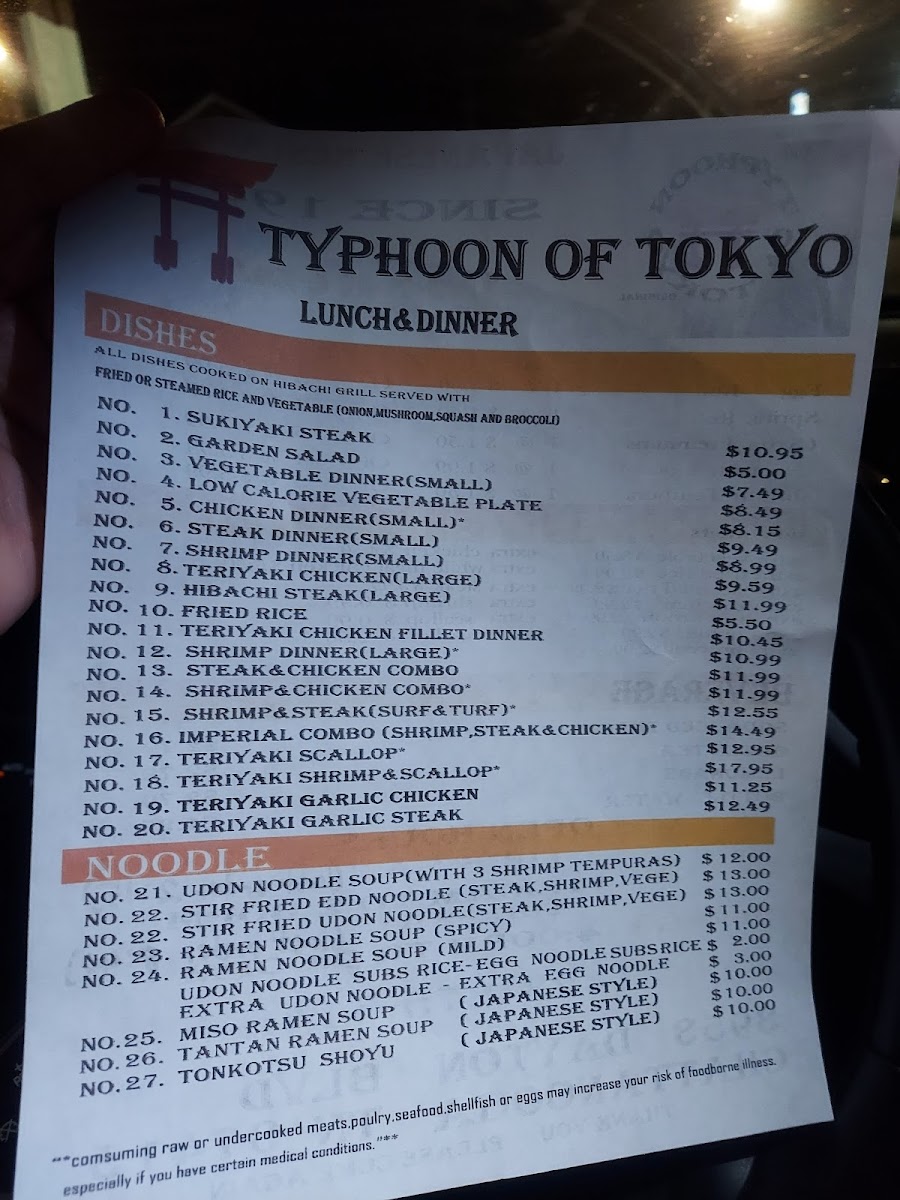 TYPHOON OF TOKYO
LUNCH&DINNER
DISHES
ALL DISHES COOKED ON HIBACHI GRILL SERVED WITH
FRIED OR STEAMED RICE AND VEGETABLE (ONION,MUSHROOM,SQUASH AND BROCCOLI)
NO. 1. SUKIYAKI STEAK $10.95
NO. 2. GARDEN SALAD $5.00
NO. 3. VEGETABLE DINNER(SMALL) $7.49
NO. 4. LOW CALORIE VEGETABLE PLATE $8.49
NO. 5. CHICKEN DINNER(SMALL)* $8.15
NO. 6. STEAK DINNER(SMALL) $9.49
NO. 7. SHRIMP DINNER(SMALL) $8.99
NO. 8. TERIYAKI CHICKEN(LARGE) $9.59
NO. 9. HIBACHI STEAK(LARGE) $11.99
NO. 10. FRIED RICE $5.50
NO. 11. TERIYAKI CHICKEN FILLET DINNER $10.45
NO. 12. SHRIMP DINNER(LARGE)* $10.99
NO. 13. STEAK&CHICKEN COMBO $11.99
NO. 14. SHRIMP&CHICKEN COMBO* $11.99
NO. 15. SHRIMP&STEAK(SURF&TURF)* $12.55
NO. 16. IMPERIAL COMBO (SHRIMP,STEAK&CHICKEN)* $14.49
NO. 17. TERIYAKI SCALLOP* $12.95
NO. 18. TERIYAKI SHRIMP&SCALLOP* $17.95
NO. 19. TERIYAKI GARLIC CHICKEN $11.25
NO. 20. TERIYAKI GARLIC STEAK $12.49
NOODLE
NO. 21. UDON NOODLE SOUP(WITH 3 SHRIMP TEMPURAS) $ 12.00
NO. 22. STIR FRIED EDD NOODLE (STEAK,SHRIMP,VEGE) $ 13.00
NO. 22. STIR FRIED UDON NOODLE(STEAK,SHRIMP,VEGE) $ 13.00
NO. 23. RAMEN NOODLE SOUP (SPICY) $ 11.00
NO. 24. RAMEN NOODLE SOUP (MILD) $ 11.00
UDON NOODLE SUBS RICE-EGG NOODLE SUBS RICE $ 2.00
EXTRA UDON NOODLE - EXTRA EGG NOODLE $ 3.00
NO.25. MISO RAMEN SOUP ( JAPANESE STYLE) $ 10.00
NO.26. TANTAN RAMEN SOUP ( JAPANESE STYLE) $ 10.00
NO.27. TONKOTSU SHOYU ( JAPANESE STYLE) $ 10.00
"**comsuming raw or undercooked meats.poulry.seafood.shellfish or eggs may increase your risk of foodborne illness.
especially if you have certain medical conditions."**